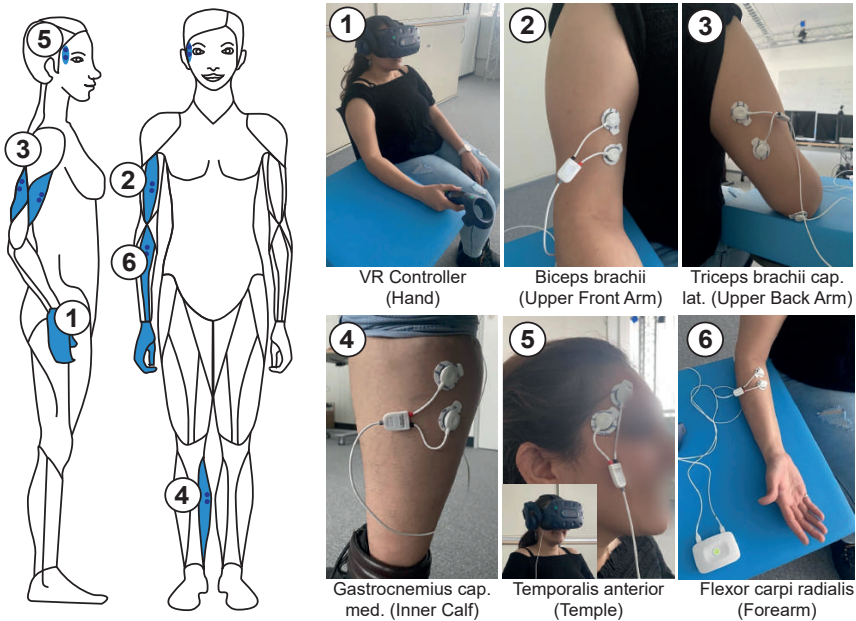 5
3
2
6
1
4
1
VR Controller
(Hand)
2
Biceps brachii
(Upper Front Arm)
3
Triceps brachii cap.
lat. (Upper Back Arm)
4
Gastrocnemius cap.
med. (Inner Calf)
5
Temporalis anterior
(Temple)
6
Flexor carpi radialis
(Forearm)